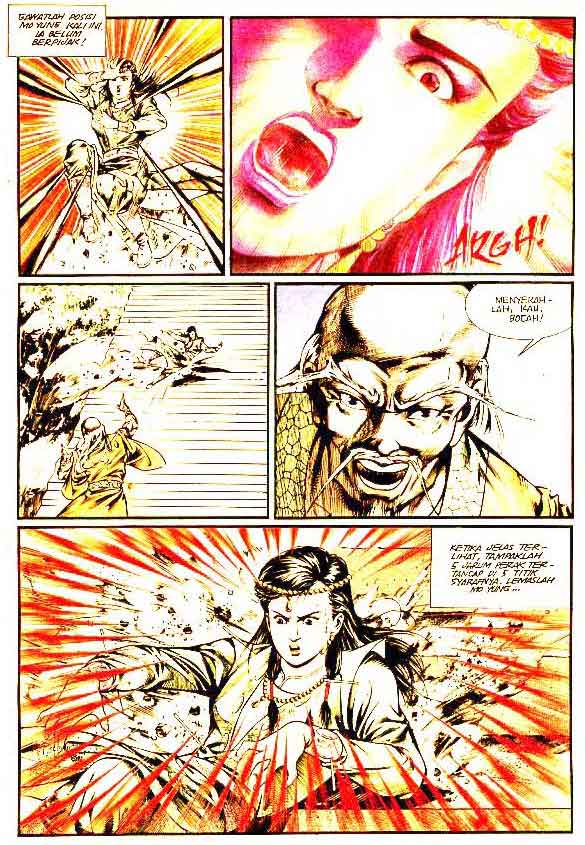 GAWATLAH POSISI
MO YUNG KALI INI.
IA BELUM
BERPIJAK!
ARGH!
MENYERAH-
LAH, KAU,
BOCAH!
KETIKA JELAS TER-
LIHAT, TAMPAKLAH
5 JARUM PERAK TER-
TANCAP DI 5 TITIK
SYARAFNYA. LEMASLAH
MO YUNG...